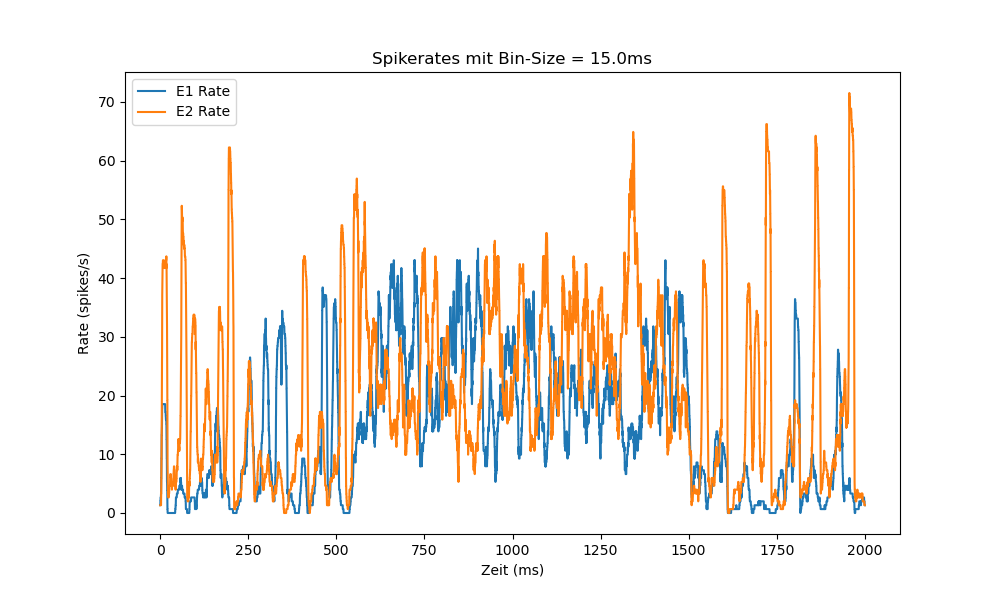 Spikerates mit Bin-Size = 15.0ms
E1 Rate
E2 Rate
Rate (spikes/s)
70
60
50
40
30
20
10
0
0 250 500 750 1000 1250 1500 1750 2000
Zeit (ms)